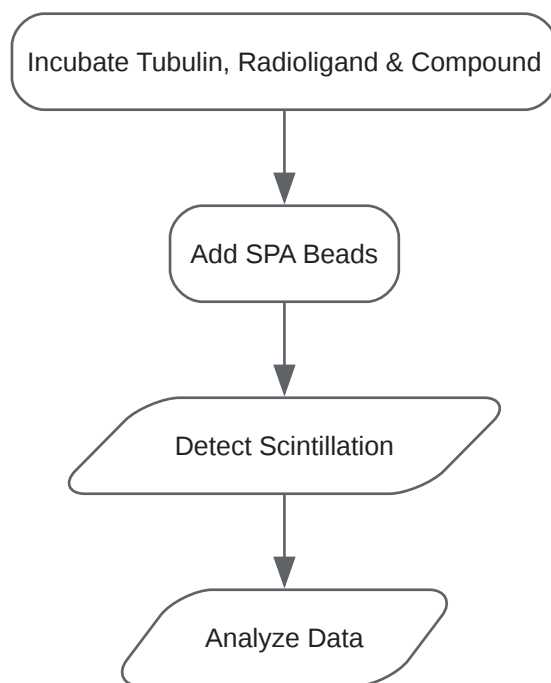 Incubate Tubulin, Radioligand & Compound
Add SPA Beads
Detect Scintillation
Analyze Data